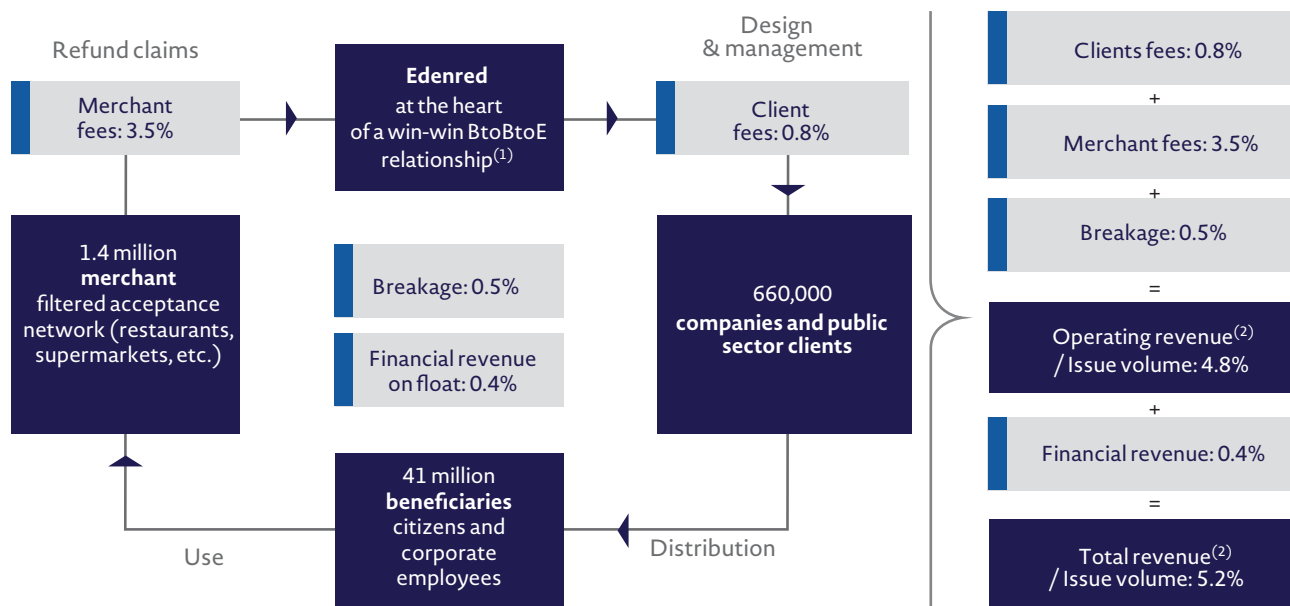 Refund claims
Merchant
fees: 3.5%
Edenred
at the heart
of a win-win BtoBtoE
relationship(1)
Design
& management
Client
fees: 0.8%
1.4 million
merchant
filtered acceptance
network (restaurants,
supermarkets, etc.)
Breakage: 0.5%
Financial revenue
on float: 0.4%
660,000
companies and public
sector clients
41 million
beneficiaries
citizens and
corporate
employees
Use
Distribution
Clients fees: 0.8%
+
Merchant fees: 3.5%
+
Breakage: 0.5%
=
Operating revenue(2)
/ Issue volume: 4.8%
+
Financial revenue: 0.4%
=
Total revenue(2)
/ Issue volume: 5.2%